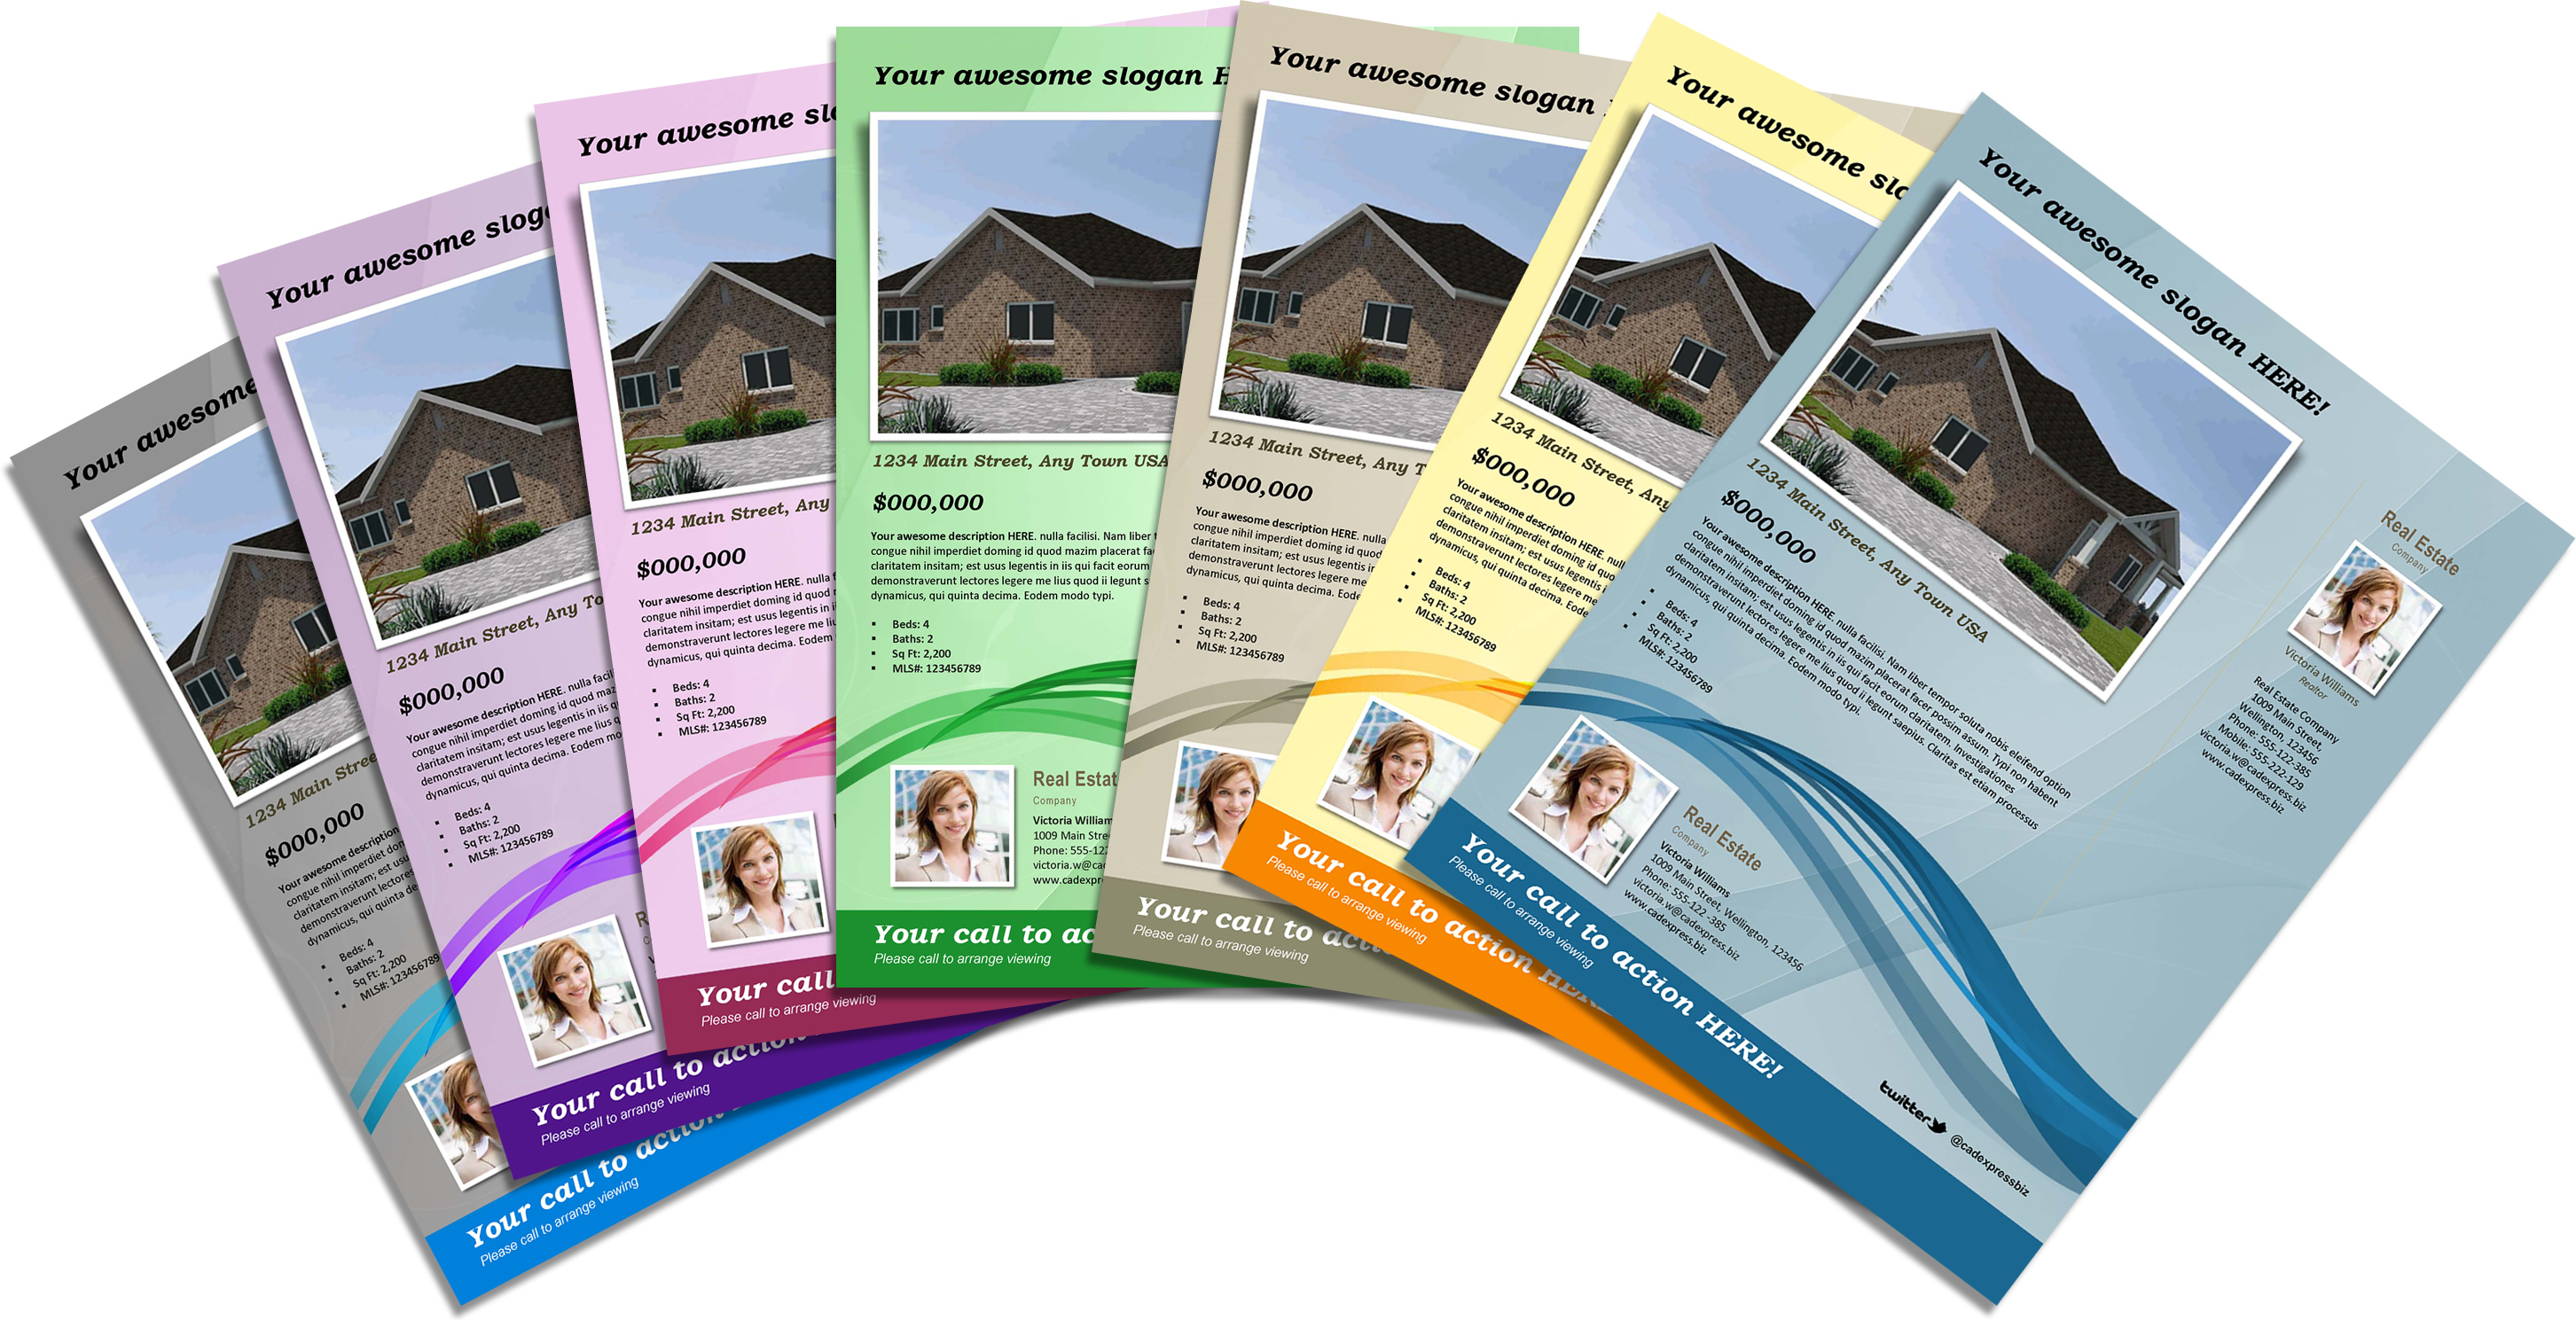 Your awesome
1234 Main Stree
$000,000
Your awesome description
congue nihil imperdiet dom
claritatem insitam; est usu
demonstraverunt lectores
dynamicus, qui quinta de
▪ Beds: 4
▪ Baths: 2
▪ Sq Ft: 2,200
▪ MLS#: 123456789
Your call to action
Please call to arrange viewing
Your awesome slog
1234 Main Street, Any To
$000,000
Your awesome description HERE. nulla facil
congue nihil imperdiet doming id quod maz
claritatem insitam; est usus legentis in iis q
demonstraverunt lectores legere me lius q
dynamicus, qui quinta decima. Eodem mo
▪ Beds: 4
▪ Baths: 2
▪ Sq Ft: 2,200
▪ MLS#: 123456789
Your call to action
Please call to arrange viewing
Your awesome slo
1234 Main Street, Any
$000,000
Your awesome description HERE. nulla f
congue nihil imperdiet doming id quod
claritatem insitam; est usus legentis in ii
demonstraverunt lectores legere me liu
dynamicus, qui quinta decima. Eodem
▪ Beds: 4
▪ Baths: 2
▪ Sq Ft: 2,200
▪ MLS#: 123456789
Your call
Please call to arrange viewing
Your awesome slogan H
1234 Main Street, Any Town USA
$000,000
Your awesome description HERE. nulla facilisi. Nam liber t
congue nihil imperdiet doming id quod mazim placerat fa
claritatem insitam; est usus legentis in iis qui facit eorum
demonstraverunt lectores legere me lius quod ii legunt s
dynamicus, qui quinta decima. Eodem modo typi.
▪ Beds: 4
▪ Baths: 2
▪ Sq Ft: 2,200
▪ MLS#: 123456789
Real Estat
Company
Victoria William
1009 Main Stre
Phone: 555-122
victoria.w@cad
www.cadexpre
Your call to ac
Please call to arrange viewing
Your awesome slogan
1234 Main Street, Any T
$000,000
Your awesome description HERE. nulla
congue nihil imperdiet doming id quod
claritatem insitam; est usus legentis in
demonstraverunt lectores legere me
dynamicus, qui quinta decima. Eode
▪ Beds: 4
▪ Baths: 2
▪ Sq Ft: 2,200
▪ MLS#: 123456789
Your call to acti
Please call to arrange viewing
Your awesome slo
1234 Main Street, Any
$000,000
Your awesome description HERE. null
congue nihil imperdiet doming id quo
claritatem insitam; est usus legentis i
demonstraverunt lectores legere me
dynamicus, qui quinta decima. Eode
▪ Beds: 4
▪ Baths: 2
▪ Sq Ft: 2,200
▪ MLS#: 123456789
Your call to action HERE
Please call to arrange viewing
Your awesome slogan HERE!
1234 Main Street, Any Town USA
$000,000
Your awesome description HERE. nulla facilisi. Nam liber tempor soluta nobis eleifend option
congue nihil imperdiet doming id quod mazim placerat facer possim assum. Typi non habent
claritatem insitam; est usus legentis in iis qui facit eorum claritatem. Investigationes
demonstraverunt lectores legere me lius quod ii legunt saepius. Claritas est etiam processus
dynamicus, qui quinta decima. Eodem modo typi.
▪ Beds: 4
▪ Baths: 2
▪ Sq Ft: 2,200
▪ MLS#: 123456789
Real Estate
Company
Victoria Williams
1009 Main Street, Wellington, 123456
Phone: 555-122-385
victoria.w@cadexpress.biz
www.cadexpress.biz
Your call to action HERE!
Please call to arrange viewing
Real Estate
Company
Victoria Williams
Realtor
Real Estate Company
1009 Main Street,
Wellington, 123456
Phone: 555-122-385
Mobile: 555-222-129
victoria.w@cadexpress.biz
www.cadexpress.biz
twitter
@cadexpressbiz